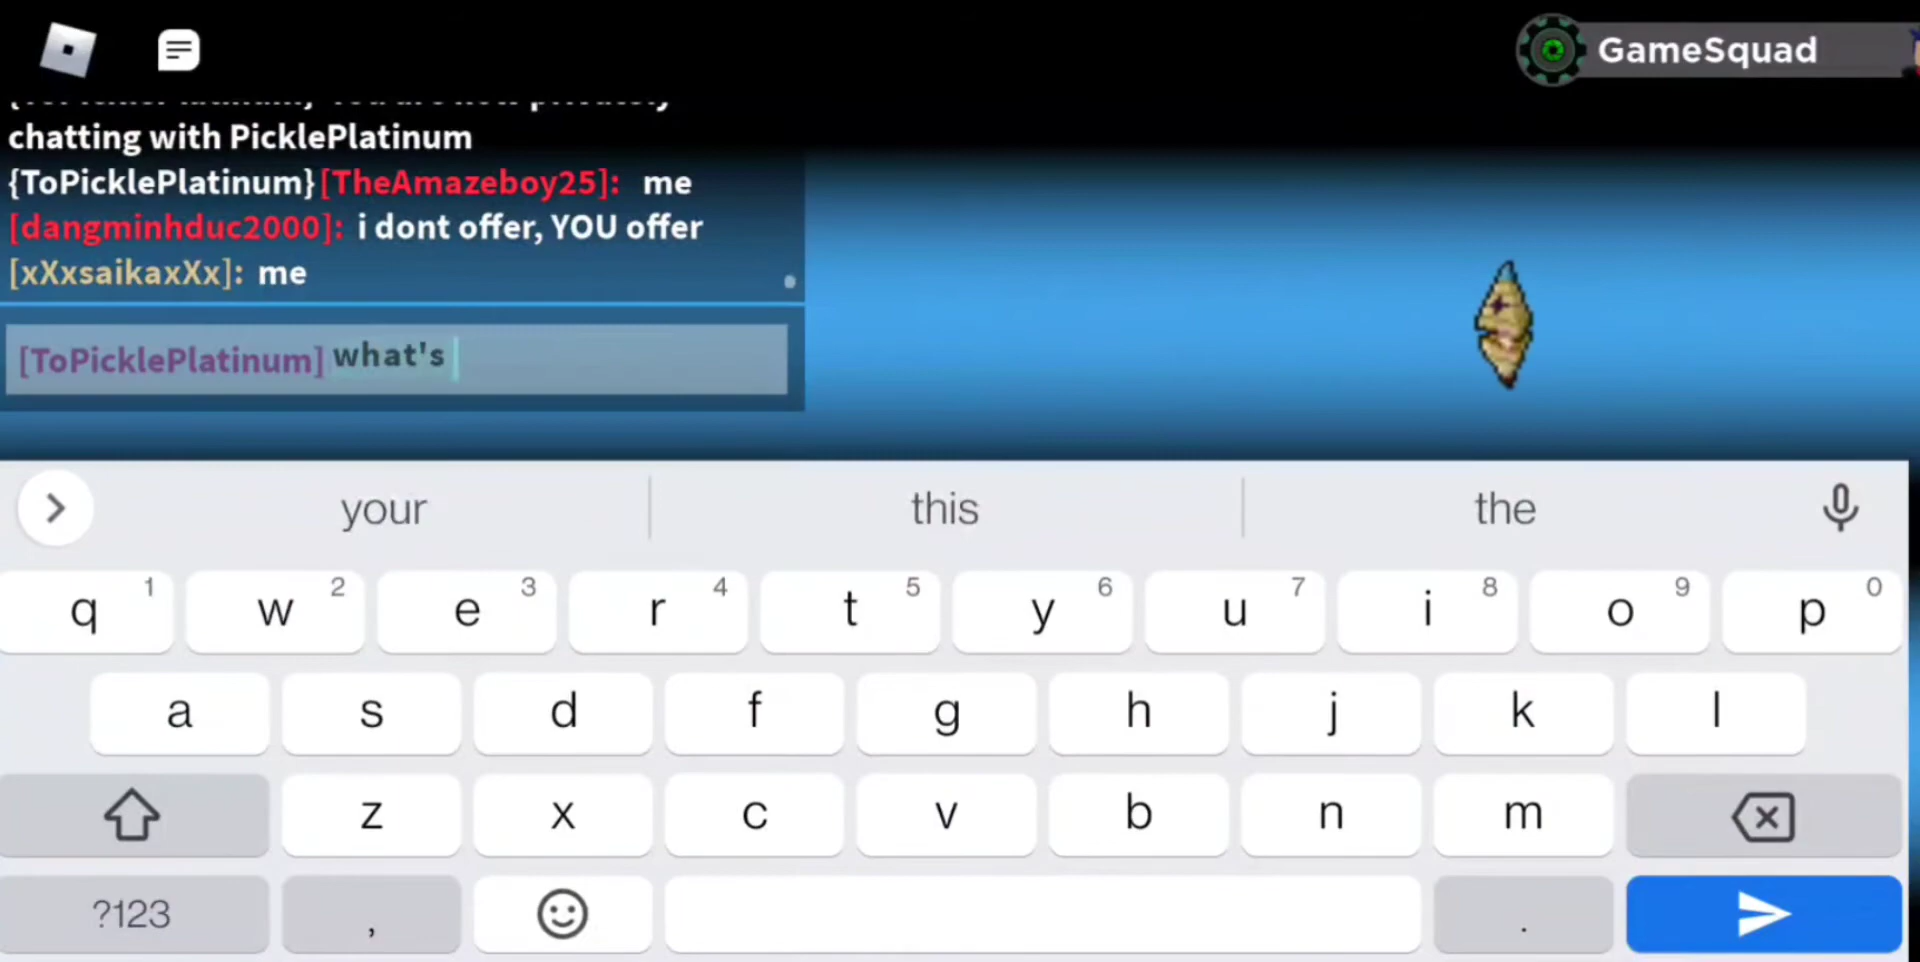 GameSquad
chatting with PicklePlatinum
{ToPicklePlatinum}[TheAmazeboy25]: me
[dangminhduc2000]: i dont offer, YOU offer
[xXxsaikaxXx]: me
[ToPicklePlatinum] what's
your this the
q 1 w 2 e 3 r 4 t 5 y 6 u 7 i 8 o 9 p 0
a s d f g h j k l
z x c v b n m
?123 , .